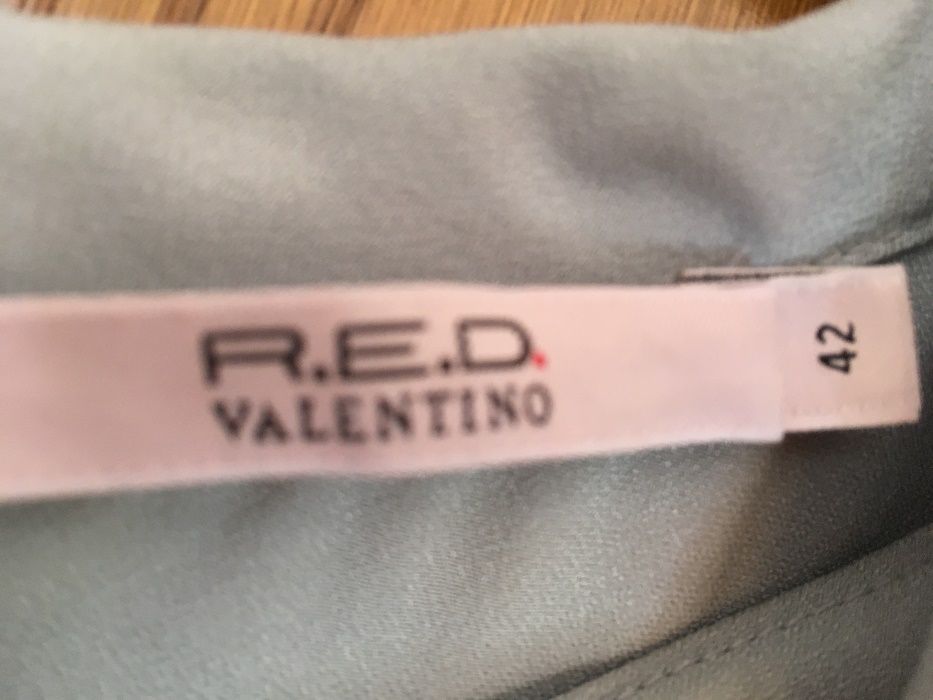 R.E.D.
VALENTINO
42